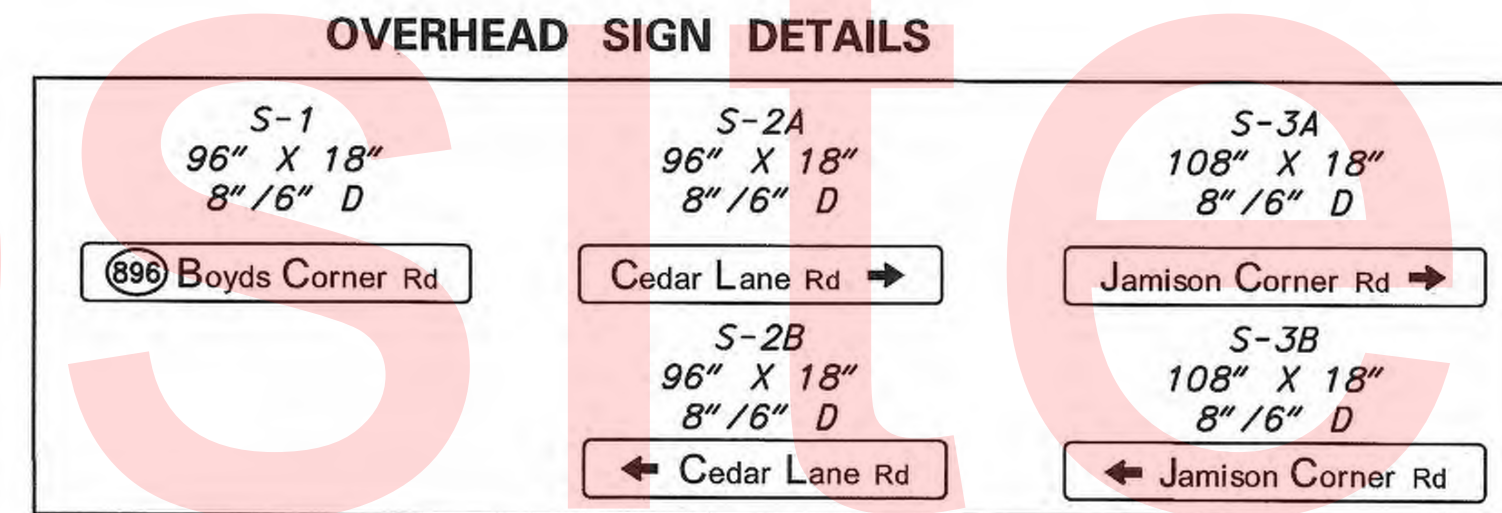 OVERHEAD SIGN DETAILS
S-1
96" X 18"
8"/6" D
896 Boyds Corner Rd
S-2A
96" X 18"
8"/6" D
Cedar Lane Rd ➡
S-2B
96" X 18"
8"/6" D
⬅ Cedar Lane Rd
S-3A
108" X 18"
8"/6" D
Jamison Corner Rd ➡
S-3B
108" X 18"
8"/6" D
⬅ Jamison Corner Rd
site